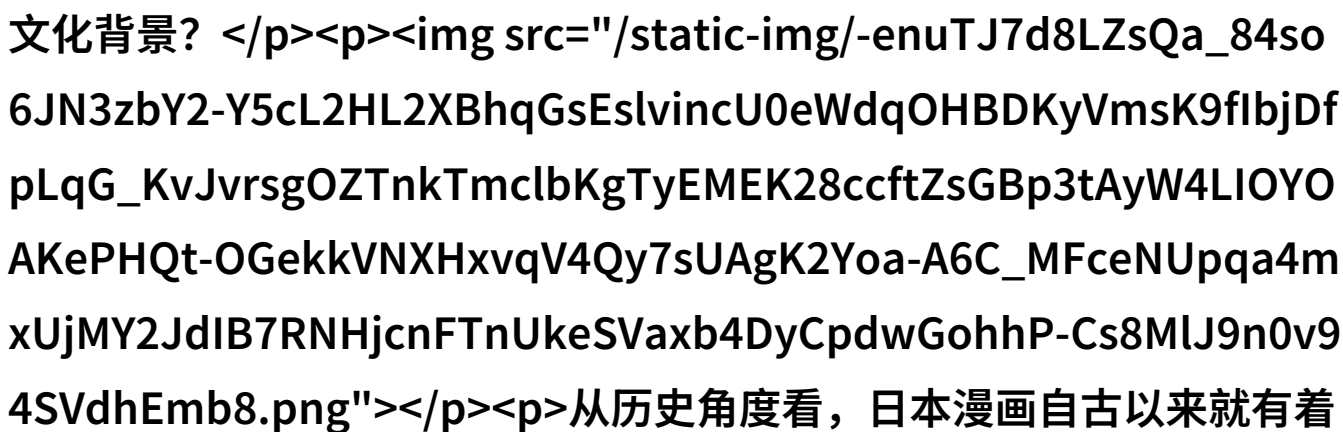 文化背景？</p><p><img src="/static-img/-enuTJ7d8LZsQa_84so
6JN3zbY2-Y5cL2HL2XBhqGsEslvincU0eWdqOHBDKyVmsK9fIbjDf
pLqG_KvJvrsgOZTnkTmclbKgTyEMEK28ccftZsGBp3tAyW4LIOYO
AKePHQt-OGekkVNXHxvqV4Qy7sUAgK2Yoa-A6C_MFceNUpqa4m
xUjMY2JdIB7RNHjcnFTnUkeSVaxb4DyCpdwGohhP-Cs8MlJ9n0v9
4SVdhEmb8.png"></p><p>从历史角度看，日本漫画自古以来就有着